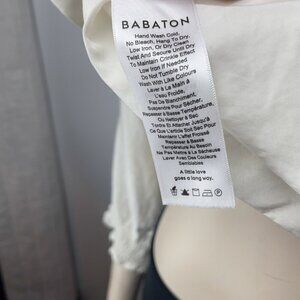 BABATON
Hand Wash Cold,
No Bleach, Hang To Dry.
Low Iron, Or Dry Clean
Twist And Secure Until Dry
To Maintain Crinkle Effect
Low Iron If Needed
Do Not Tumble Dry
Wash With Like Colours
Laver à La Main à
L'eau Froide,
Pas De Blanchiment,
Suspendre Pour Sécher,
Repasser à Basse Température,
Ou Nettoyer à Sec
Tordre Et Attacher Jusqu'à
Ce Que L'article Soit Sec Pour
Maintenir L'effet Froissé
Repasser à Basse
Température Au Besoin
Ne Pas Mettre à La Sécheuse
Laver Avec Des Couleurs
Semblables
A little love
goes a long way.